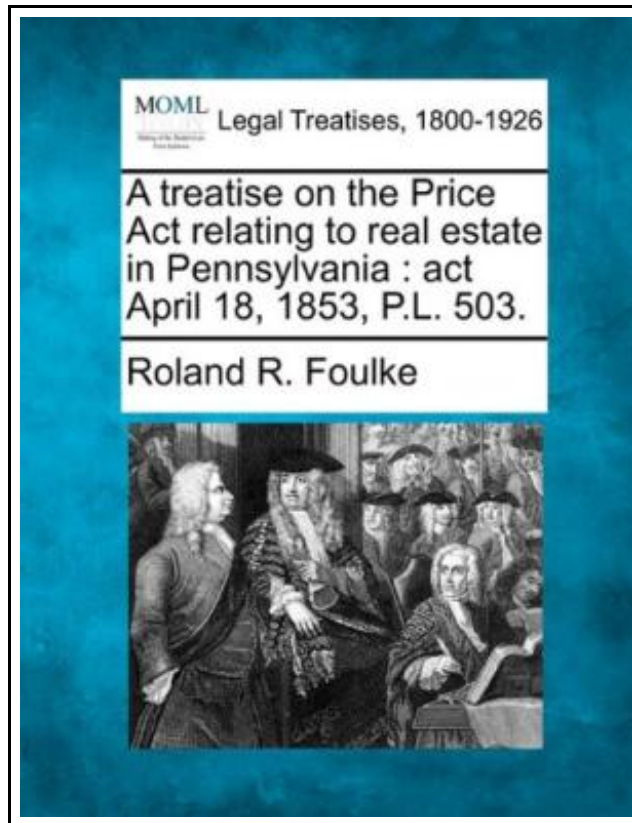 MOML
Legal Treatises, 1800-1926
A treatise on the Price
Act relating to real estate
in Pennsylvania : act
April 18, 1853, P.L. 503.
Roland R. Foulke